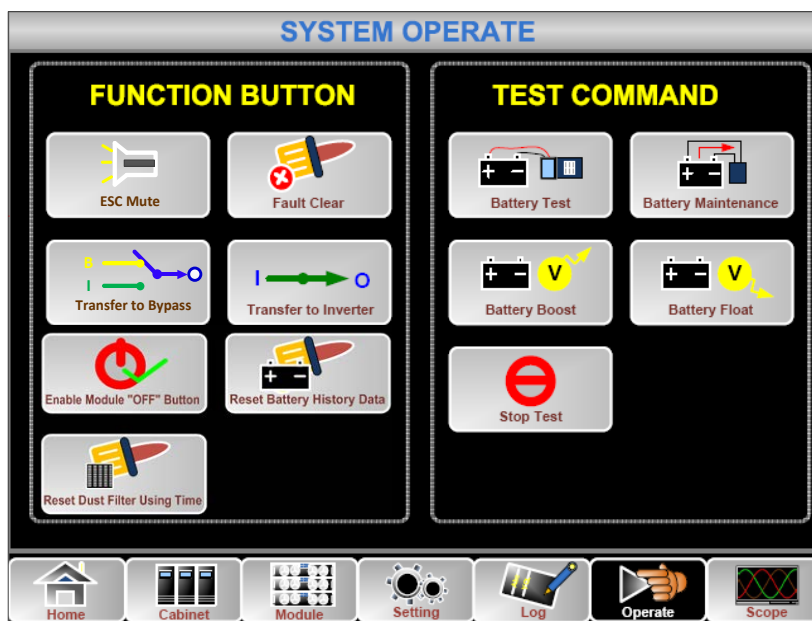 SYSTEM OPERATE
FUNCTION BUTTON
ESC Mute
Fault Clear
B
I
Transfer to Bypass
I O
Transfer to Inverter
Enable Module "OFF" Button
Reset Battery History Data
Reset Dust Filter Using Time
TEST COMMAND
Battery Test
Battery Maintenance
V
Battery Boost
V
Battery Float
Stop Test
Home
Cabinet
Module
Setting
Log
Operate
Scope